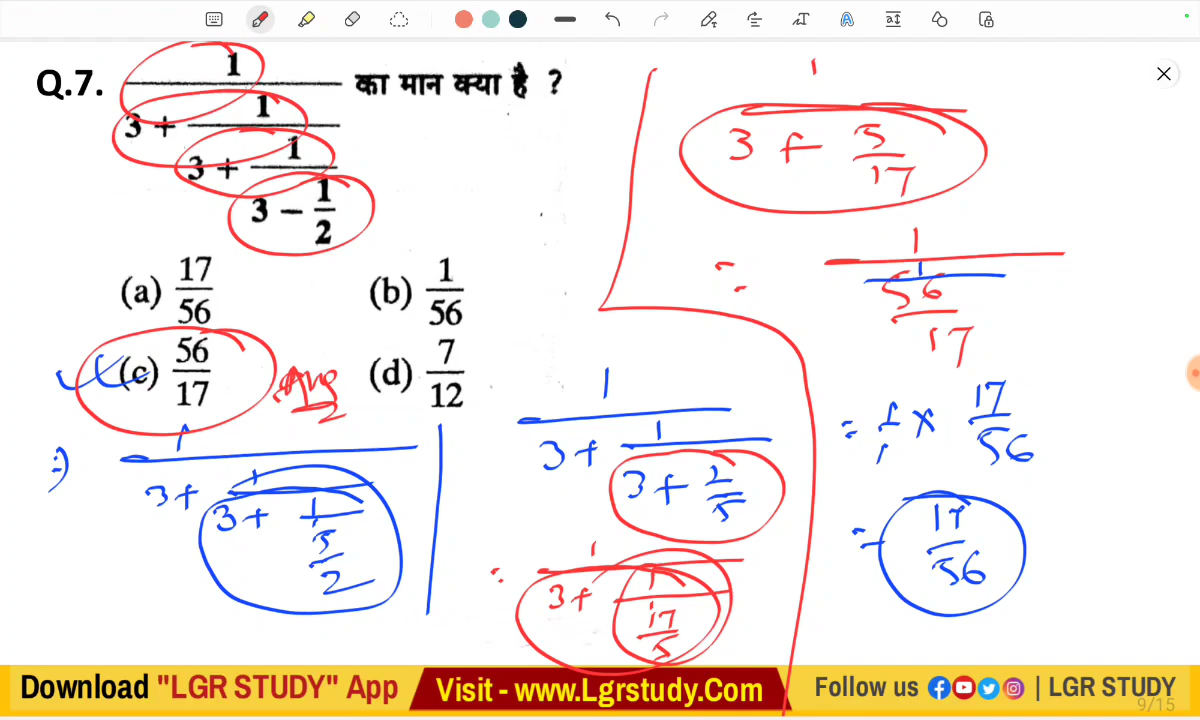 Q.7. 1 का मान क्या है ?
3 + 1
3 + 1
3 - 1
2
(a) 17/56 (b) 1/56
(c) 56/17 Ans (d) 7/12
=) 1
3+ 1
3+ 1
5
2
1
3+ 1
3+ 2/5
= 1
3+ 1
17
5
1
3+ 5/17
= 1
56
17
= 1/1 × 17/56
= 17/56
Download "LGR STUDY" App Visit - www.Lgrstudy.Com Follow us | LGR STUDY
9/15